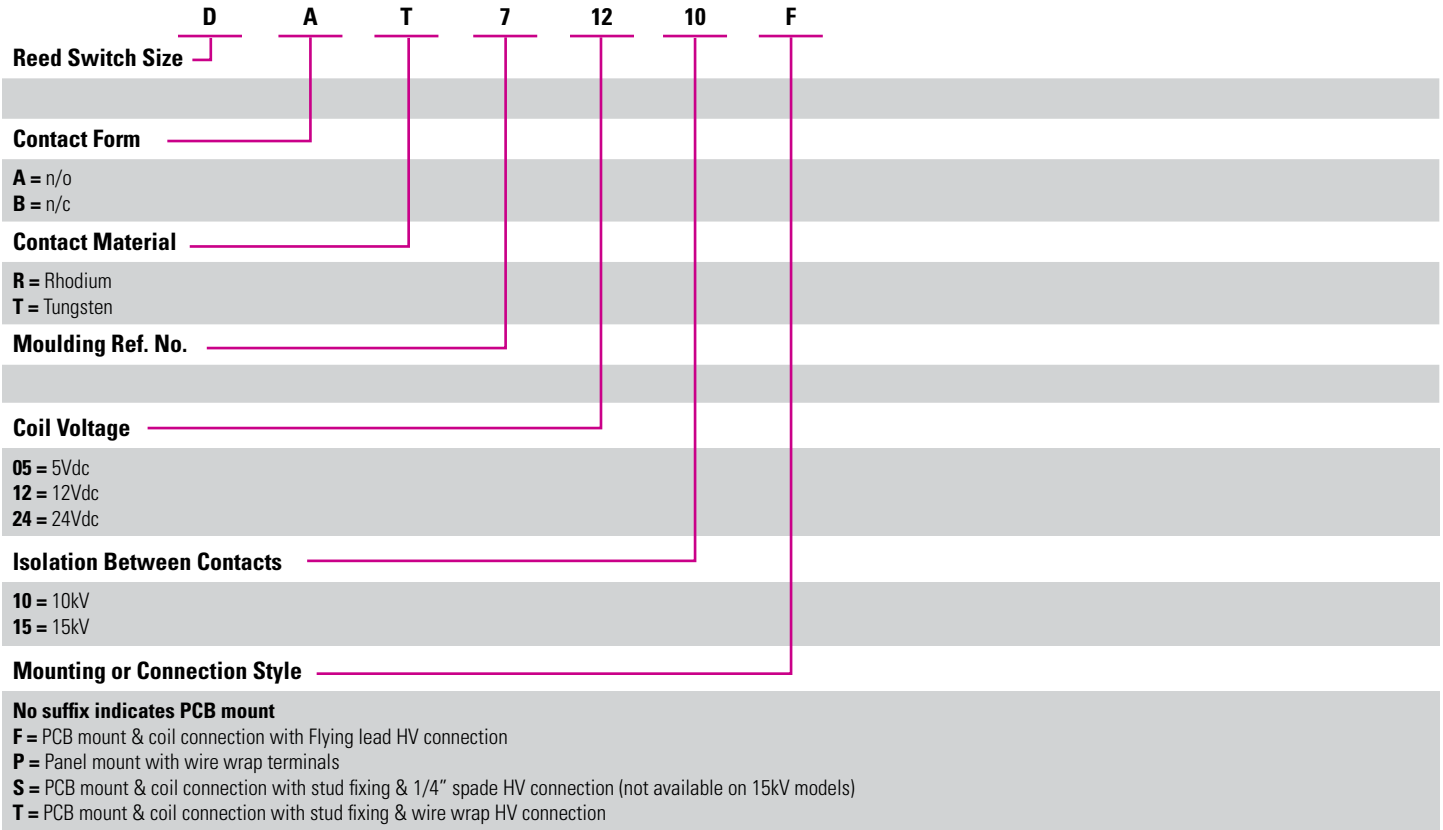 D A T 7 12 10 F
Reed Switch Size
Contact Form
A = n/o
B = n/c
Contact Material
R = Rhodium
T = Tungsten
Moulding Ref. No.
Coil Voltage
05 = 5Vdc
12 = 12Vdc
24 = 24Vdc
Isolation Between Contacts
10 = 10kV
15 = 15kV
Mounting or Connection Style
No suffix indicates PCB mount
F = PCB mount & coil connection with Flying lead HV connection
P = Panel mount with wire wrap terminals
S = PCB mount & coil connection with stud fixing & 1/4” spade HV connection (not available on 15kV models)
T = PCB mount & coil connection with stud fixing & wire wrap HV connection